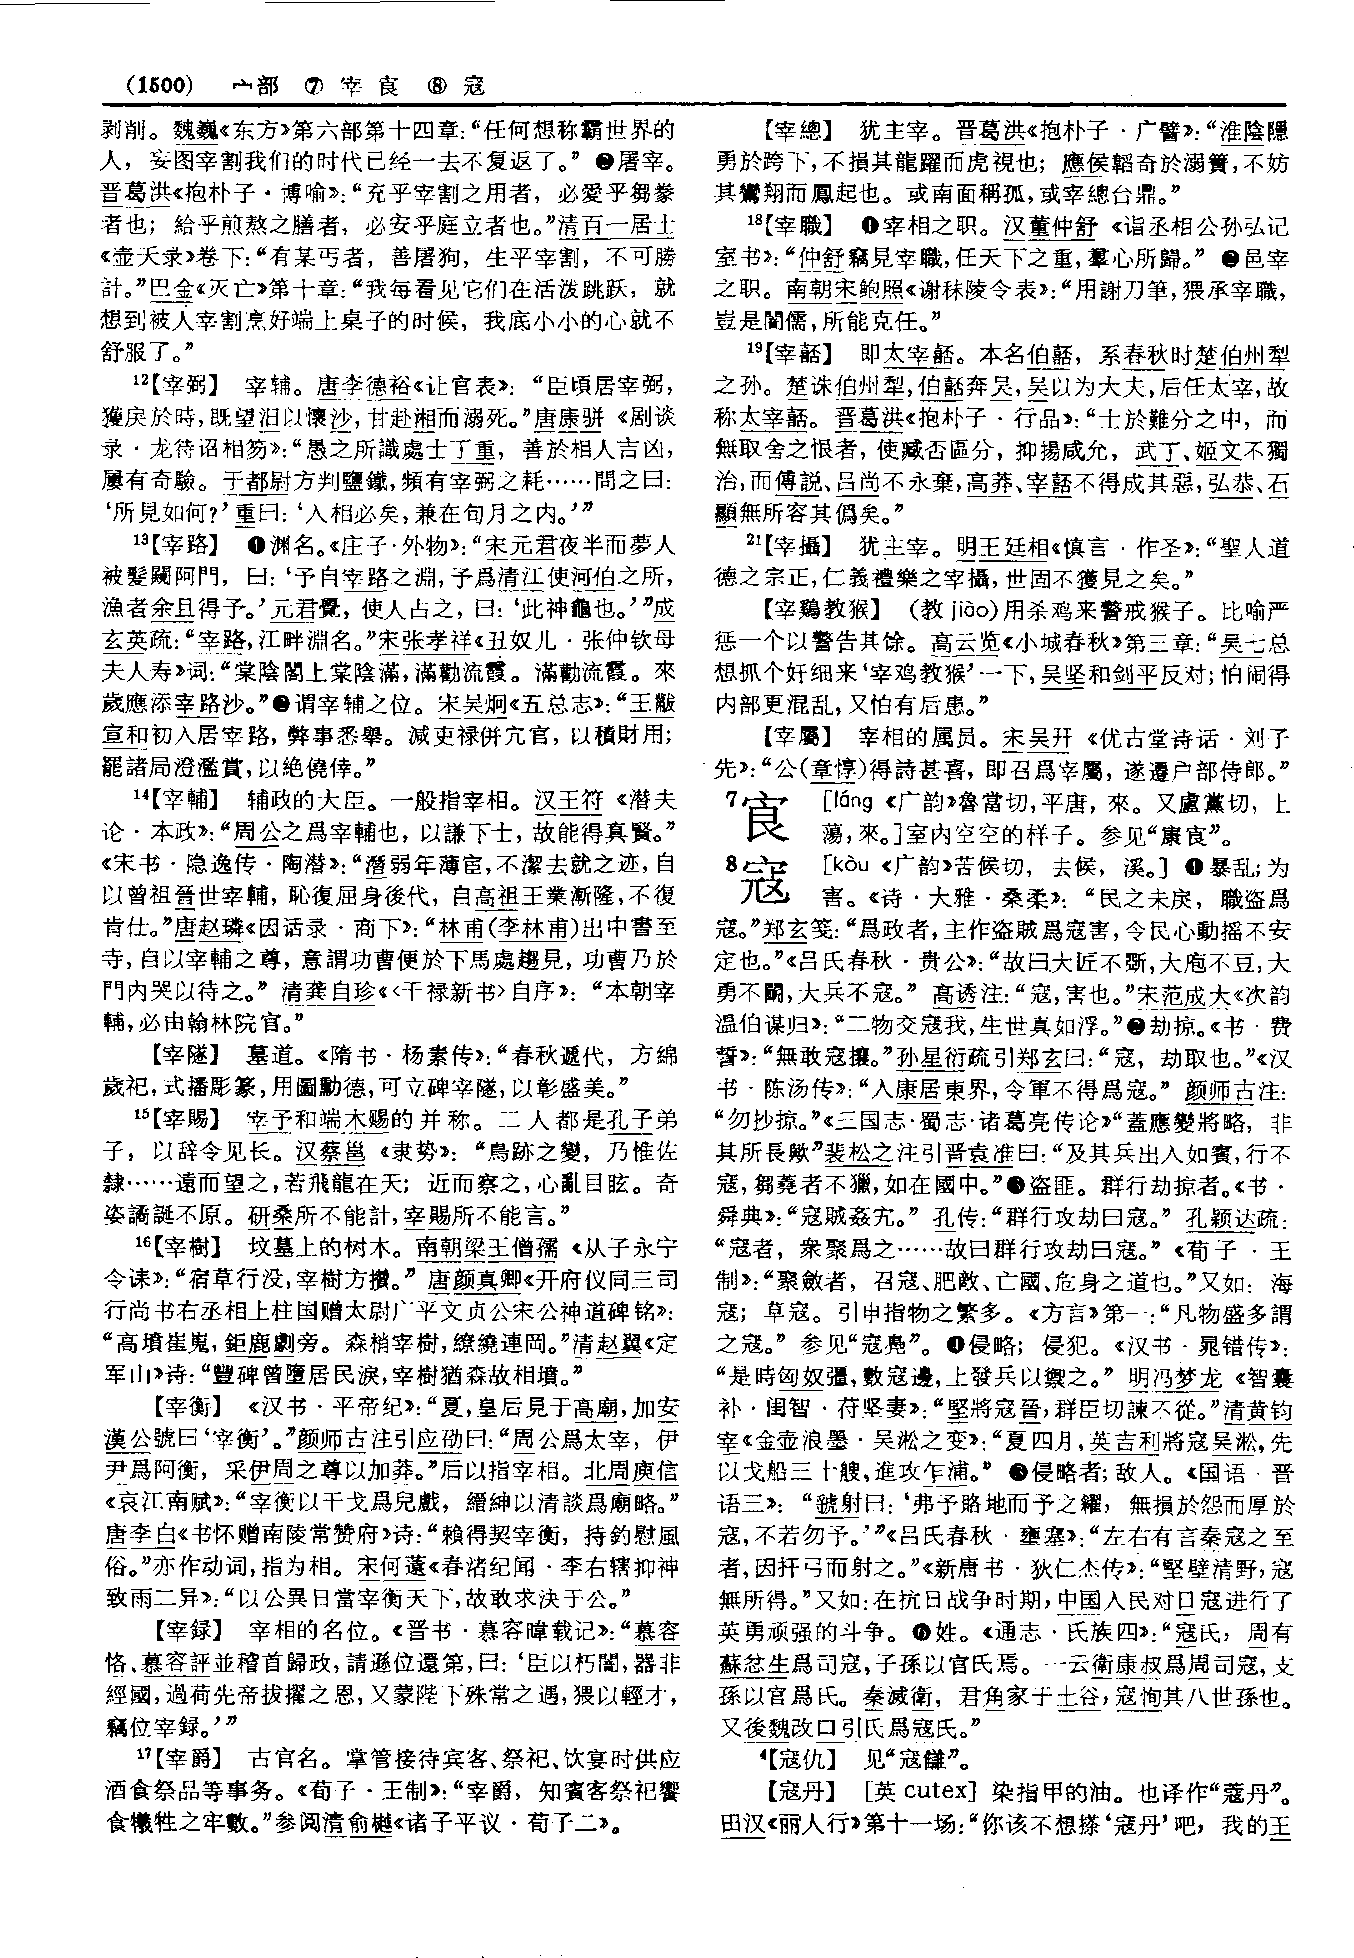 (1500) 宀部 ⑦ 宰 㝗 ⑧ 寇
剥削。魏巍《东方》第六部第十四章：“任何想称霸世界的
人，妄图宰割我们的时代已经一去不复返了。”❷屠宰。
晋葛洪《抱朴子·博喻》：“充乎宰割之用者，必愛乎芻豢
者也；給乎煎熬之膳者，必安乎庭立者也。”清百一居士
《壶天录》卷下：“有某丐者，善屠狗，生平宰割，不可勝
計。”巴金《灭亡》第十章：“我每看见它们在活泼跳跃，就
想到被人宰割烹好端上桌子的时候，我底小小的心就不
舒服了。”
12【宰弼】 宰辅。唐李德裕《让官表》：“臣頃居宰弼，
獲戾於時，既望汨以懷沙，甘赴湘而溺死。”唐康骈《剧谈
录·龙待诏相笏》：“愚之所識處士丁重，善於相人吉凶，
屢有奇驗。于都尉方判鹽鐵，頻有宰弼之耗……問之曰：
‘所見如何？’重曰：‘入相必矣，兼在旬月之内。’”
13【宰路】 ❶渊名。《庄子·外物》：“宋元君夜半而夢人
被髮闚阿門，曰：‘予自宰路之淵，予爲清江使河伯之所，
漁者余且得予。’元君覺，使人占之，曰：‘此神龜也。’”成
玄英疏：“宰路，江畔淵名。”宋张孝祥《丑奴儿·张仲钦母
夫人寿》词：“棠陰閣上棠陰滿，滿勸流霞。滿勸流霞。來
歲應添宰路沙。”❷谓宰辅之位。宋吴炯《五总志》：“王黼
宣和初入居宰路，弊事悉舉。减吏禄併宂官，以積財用；
罷諸局澄濫賞，以絶僥倖。”
14【宰輔】 辅政的大臣。一般指宰相。汉王符《潜夫
论·本政》：“周公之爲宰輔也，以謙下士，故能得真賢。”
《宋书·隐逸传·陶潜》：“潛弱年薄宦，不潔去就之迹，自
以曾祖晉世宰輔，恥復屈身後代，自高祖王業漸隆，不復
肯仕。”唐赵璘《因话录·商下》：“林甫(李林甫)出中書至
寺，自以宰輔之尊，意謂功曹便於下馬處趨見，功曹乃於
門内哭以待之。”清龚自珍《〈干禄新书〉自序》：“本朝宰
輔，必由翰林院官。”
【宰隧】 墓道。《隋书·杨素传》：“春秋遞代，方綿
歲祀，式播彫篆，用圖勳德，可立碑宰隧，以彰盛美。”
15【宰賜】 宰予和端木赐的并称。二人都是孔子弟
子，以辞令见长。汉蔡邕《隶势》：“鳥跡之變，乃惟佐
隸……遠而望之，若飛龍在天；近而察之，心亂目眩。奇
姿譎誕不原。研桑所不能計，宰賜所不能言。”
16【宰樹】 坟墓上的树木。南朝梁王僧孺《从子永宁
令诔》：“宿草行没，宰樹方攢。”唐颜真卿《开府仪同三司
行尚书右丞相上柱国赠太尉广平文贞公宋公神道碑铭》：
“高墳崔嵬，鉅鹿劇旁。森梢宰樹，繚繞連岡。”清赵翼《定
军山》诗：“豐碑曾墮居民淚，宰樹猶森故相墳。”
【宰衡】 《汉书·平帝纪》：“夏，皇后見于高廟，加安
漢公號曰‘宰衡’。”颜师古注引应劭曰：“周公爲太宰，伊
尹爲阿衡，采伊周之尊以加莽。”后以指宰相。北周庾信
《哀江南赋》：“宰衡以干戈爲兒戲，縉紳以清談爲廟略。”
唐李白《书怀赠南陵常赞府》诗：“賴得契宰衡，持鈞慰風
俗。”亦作动词，指为相。宋何薳《春渚纪闻·李右辖抑神
致雨二异》：“以公異日當宰衡天下，故敢求決于公。”
【宰録】 宰相的名位。《晋书·慕容暐载记》：“慕容
恪、慕容評並稽首歸政，請遜位還第，曰：‘臣以朽闇，器非
經國，過荷先帝拔擢之恩，又蒙陛下殊常之遇，猥以輕才，
竊位宰録。’”
17【宰爵】 古官名。掌管接待宾客、祭祀、饮宴时供应
酒食祭品等事务。《荀子·王制》：“宰爵，知賓客祭祀饗
食犧牲之牢數。”参阅清俞樾《诸子平议·荀子二》。
【宰總】 犹主宰。晋葛洪《抱朴子·广譬》：“淮陰隱
勇於跨下，不損其龍躍而虎視也；應侯韜奇於溺簀，不妨
其鸞翔而鳳起也。或南面稱孤，或宰總台鼎。”
18【宰職】 ❶宰相之职。汉董仲舒《诣丞相公孙弘记
室书》：“仲舒竊見宰職，任天下之重，羣心所歸。”❷邑宰
之职。南朝宋鲍照《谢秣陵令表》：“用謝刀筆，猥承宰職，
豈是闇儒，所能克任。”
19【宰嚭】 即太宰嚭。本名伯嚭，系春秋时楚伯州犁
之孙。楚诛伯州犁，伯嚭奔吴，吴以为大夫，后任太宰，故
称太宰嚭。晋葛洪《抱朴子·行品》：“士於難分之中，而
無取舍之恨者，使臧否區分，抑揚咸允，武丁、姬文不獨
治，而傅説、吕尚不永棄，高莽、宰嚭不得成其惡，弘恭、石
顯無所容其僞矣。”
21【宰攝】 犹主宰。明王廷相《慎言·作圣》：“聖人道
德之宗正，仁義禮樂之宰攝，世固不獲見之矣。”
【宰鷄教猴】 (教jiào)用杀鸡来警戒猴子。比喻严
惩一个以警告其馀。高云览《小城春秋》第三章：“吴七总
想抓个奸细来‘宰鸡教猴’一下，吴坚和剑平反对；怕闹得
内部更混乱，又怕有后患。”
【宰屬】 宰相的属员。宋吴幵《优古堂诗话·刘子
先》：“公(章惇)得詩甚喜，即召爲宰屬，遂遷户部侍郎。”
7㝗 [láng《广韵》魯當切，平唐，來。又盧黨切，上
蕩，來。]室内空空的样子。参见“康㝗”。
8寇 [kòu《广韵》苦候切，去候，溪。] ❶暴乱；为
害。《诗·大雅·桑柔》：“民之未戾，職盗爲
寇。”郑玄笺：“爲政者，主作盗賊爲寇害，令民心動摇不安
定也。”《吕氏春秋·贵公》：“故曰大匠不斲，大庖不豆，大
勇不鬭，大兵不寇。”高诱注：“寇，害也。”宋范成大《次韵
温伯谋归》：“二物交寇我，生世真如浮。”❷劫掠。《书·费
誓》：“無敢寇攘。”孙星衍疏引郑玄曰：“寇，劫取也。”《汉
书·陈汤传》：“入康居東界，令軍不得爲寇。”颜师古注：
“勿抄掠。”《三国志·蜀志·诸葛亮传论》“蓋應變將略，非
其所長歟”裴松之注引晋袁准曰：“及其兵出入如賓，行不
寇，芻蕘者不獵，如在國中。”❸盗匪。群行劫掠者。《书·
舜典》：“寇賊姦宄。”孔传：“群行攻劫曰寇。”孔颖达疏：
“寇者，衆聚爲之……故曰群行攻劫曰寇。”《荀子·王
制》：“聚斂者，召寇、肥敵、亡國、危身之道也。”又如：海
寇；草寇。引申指物之繁多。《方言》第一：“凡物盛多謂
之寇。”参见“寇凫”。❹侵略；侵犯。《汉书·晁错传》：
“是時匈奴彊，數寇邊，上發兵以禦之。”明冯梦龙《智囊
补·闺智·苻坚妻》：“堅將寇晉，群臣切諫不從。”清黄钧
宰《金壶浪墨·吴淞之变》：“夏四月，英吉利將寇吴淞，先
以戈船三十艘，進攻乍浦。”❺侵略者；敌人。《国语·晋
语三》：“虢射曰：‘弗予賂地而予之糴，無損於怨而厚於
寇，不若勿予。’”《吕氏春秋·壅塞》：“左右有言秦寇之至
者，因扞弓而射之。”《新唐书·狄仁杰传》：“堅壁清野，寇
無所得。”又如：在抗日战争时期，中国人民对日寇进行了
英勇顽强的斗争。❻姓。《通志·氏族四》：“寇氏，周有
蘇忿生爲司寇，子孫以官氏焉。一云衛康叔爲周司寇，支
孫以官爲氏。秦滅衛，君角家于上谷，寇恂其八世孫也。
又後魏改口引氏爲寇氏。”
4【寇仇】 见“寇讎”。
【寇丹】 [英 cutex] 染指甲的油。也译作“蔻丹”。
田汉《丽人行》第十一场：“你该不想搽‘寇丹’吧，我的王